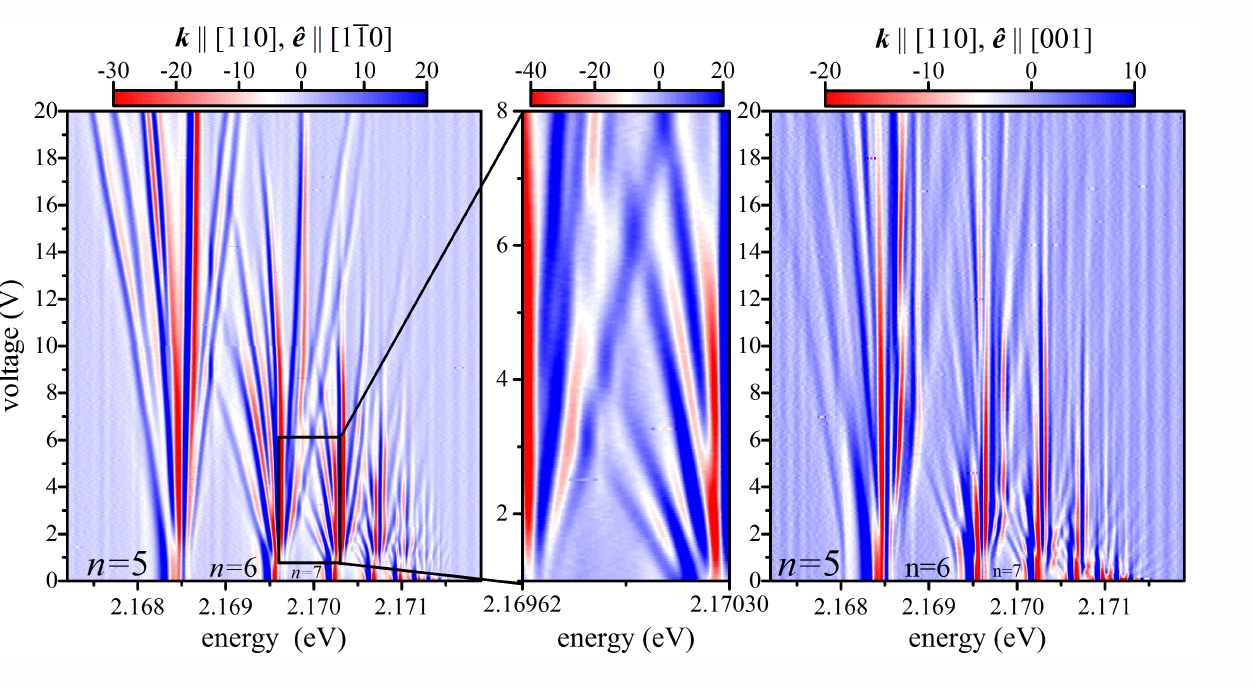 k || [110], ê || [11̅0]
k || [110], ê || [001]
-30 -20 -10 0 10 20
-40 -20 0 20
-20 -10 0 10
voltage (V)
20
18
16
14
12
10
8
6
4
2
0
8
6
4
2
20
18
16
14
12
10
8
6
4
2
0
n=5 n=6 n=7
n=5 n=6 n=7
2.168 2.169 2.170 2.171
2.16962 2.17030
2.168 2.169 2.170 2.171
energy (eV)
energy (eV)
energy (eV)